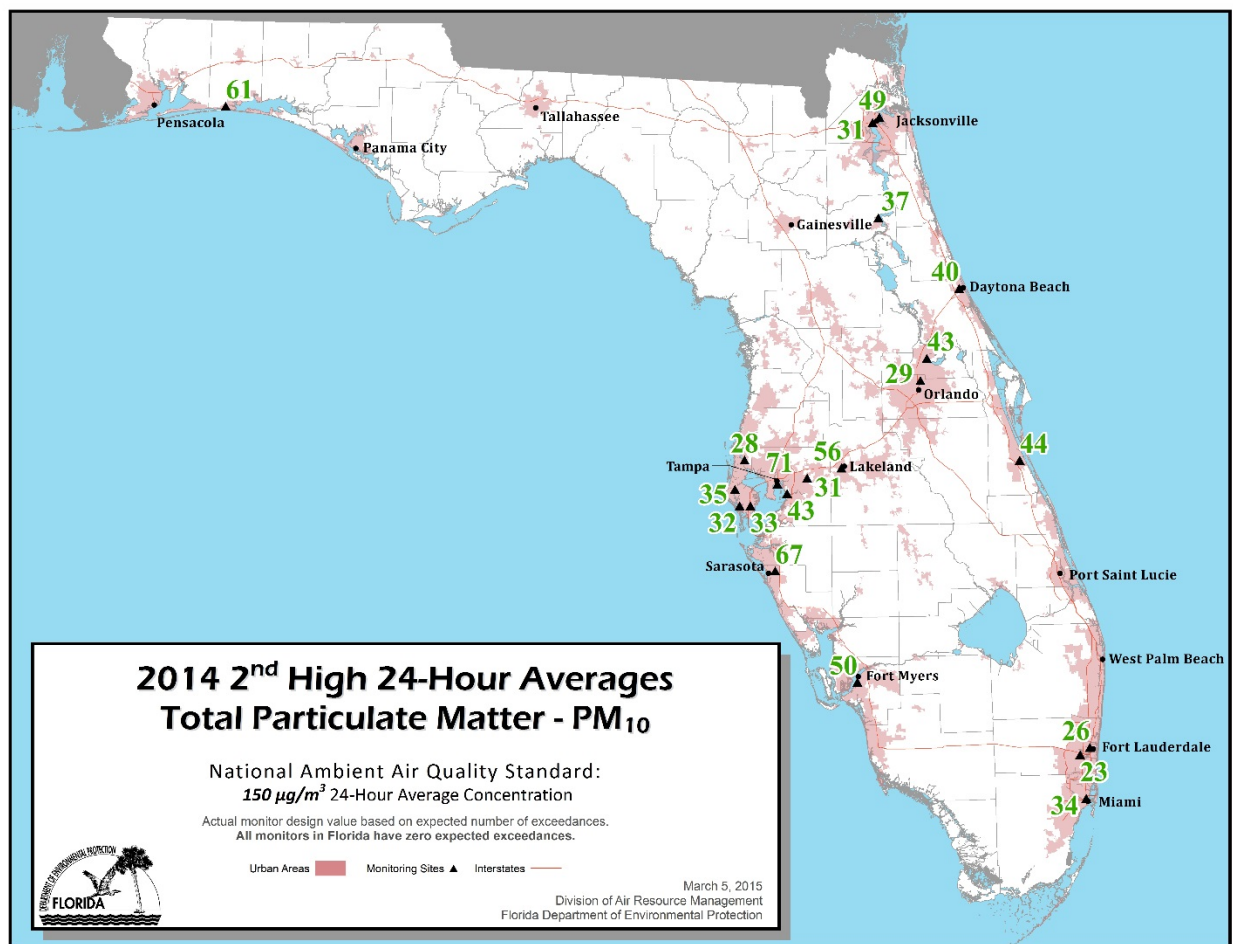 61
Pensacola
Panama City
Tallahassee
49
31
Jacksonville
37
Gainesville
40
Daytona Beach
43
29
Orlando
28
Tampa
71
56
Lakeland
44
35
31
32
33
43
Sarasota
67
Port Saint Lucie
50
Fort Myers
West Palm Beach
26
Fort Lauderdale
23
34
Miami
2014 2nd High 24-Hour Averages
Total Particulate Matter - PM10
National Ambient Air Quality Standard:
150 µg/m3 24-Hour Average Concentration
Actual monitor design value based on expected number of exceedances.
All monitors in Florida have zero expected exceedances.
Urban Areas Monitoring Sites Interstates
March 5, 2015
Division of Air Resource Management
Florida Department of Environmental Protection
DEPARTMENT OF ENVIRONMENTAL PROTECTION
FLORIDA